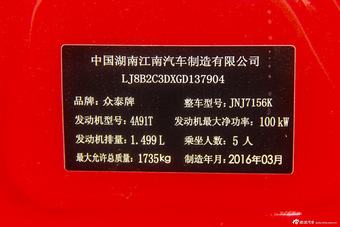 中国湖南江南汽车制造有限公司
LJ8B2C3DXGD137904
品牌：众泰牌 整车型号：JNJ7156K
发动机型号：4A91T 发动机最大净功率：100kW
发动机排量：1.499L 乘坐人数：5人
最大允许总质量：1735kg 制造年月：2016年03月